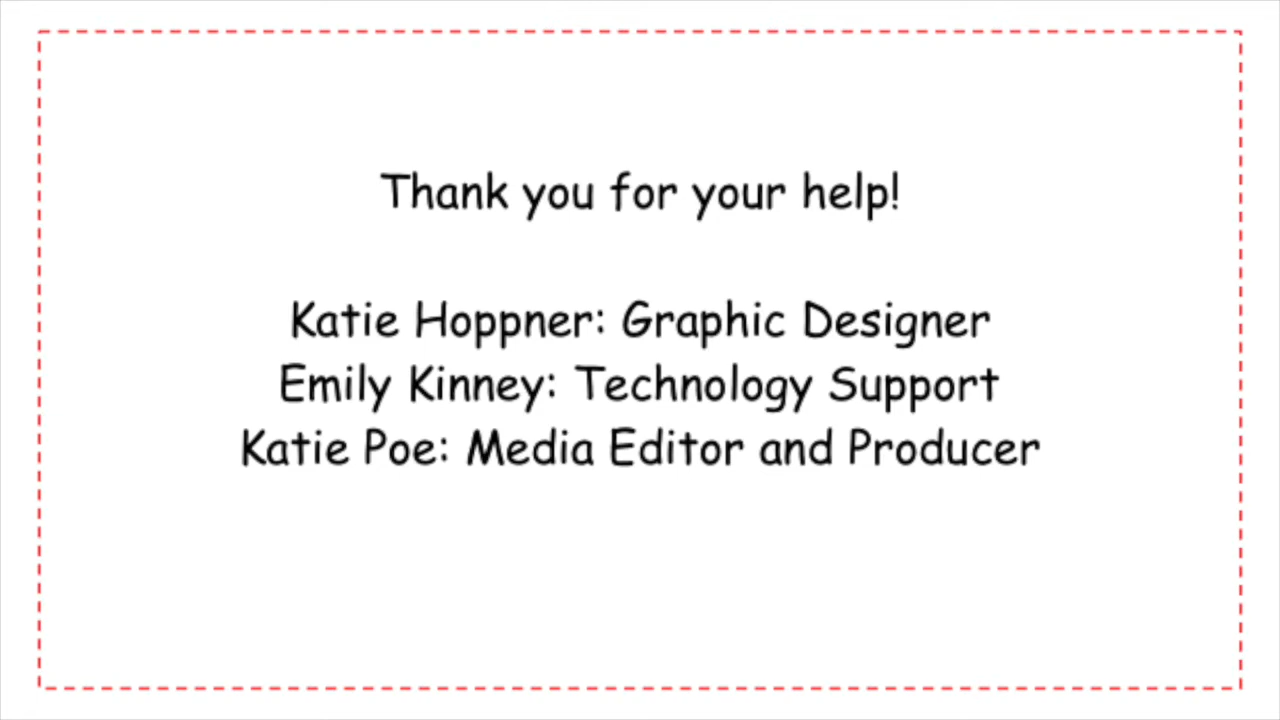 Thank you for your help!
Katie Hoppner: Graphic Designer
Emily Kinney: Technology Support
Katie Poe: Media Editor and Producer